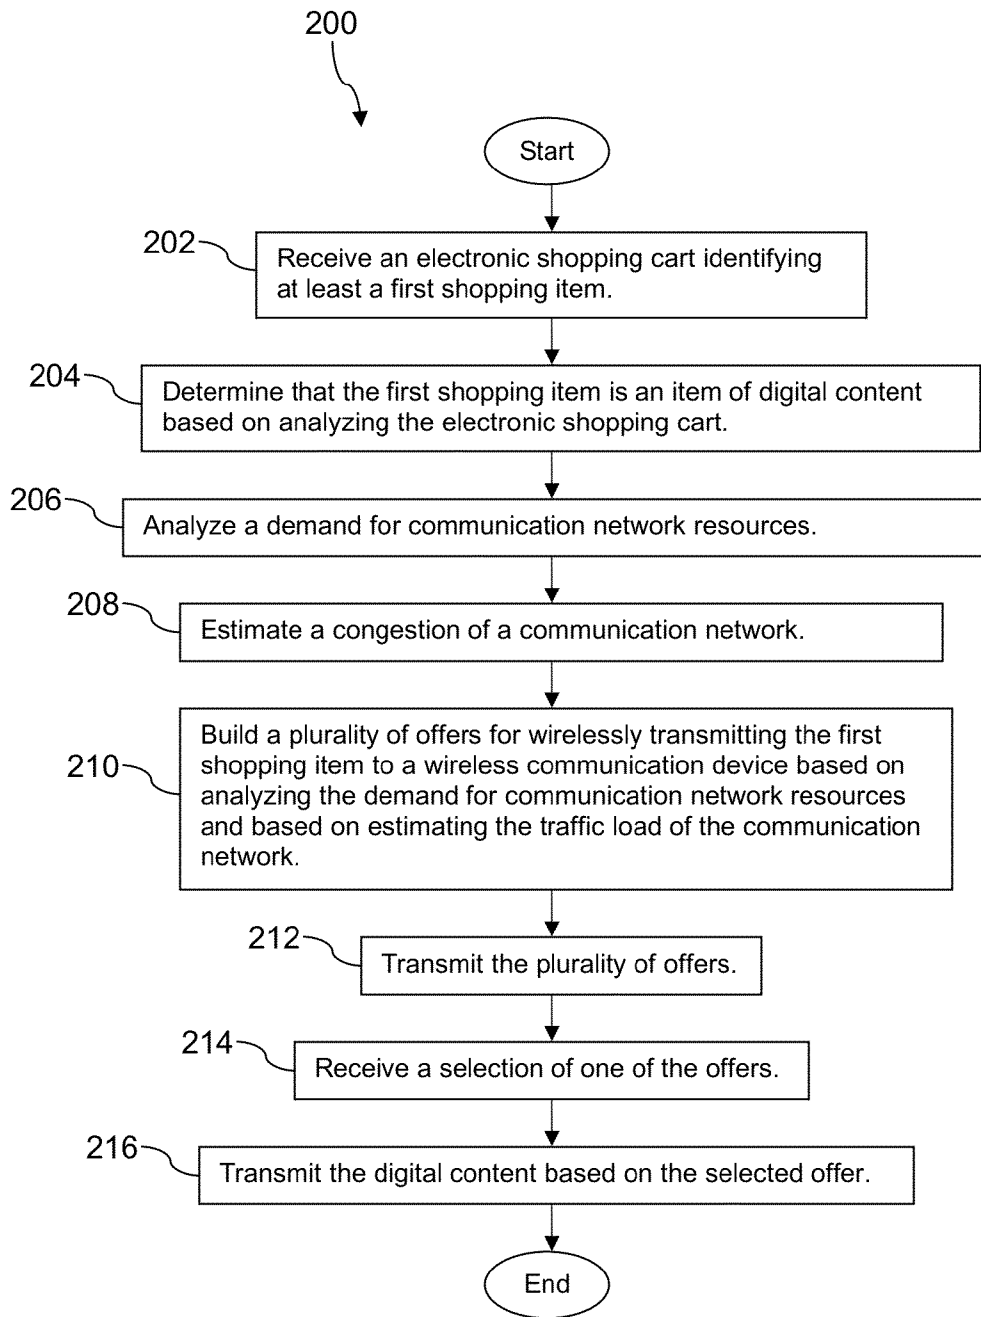 200
Start
202
Receive an electronic shopping cart identifying
at least a first shopping item.
204
Determine that the first shopping item is an item of digital content
based on analyzing the electronic shopping cart.
206
Analyze a demand for communication network resources.
208
Estimate a congestion of a communication network.
210
Build a plurality of offers for wirelessly transmitting the first
shopping item to a wireless communication device based on
analyzing the demand for communication network resources
and based on estimating the traffic load of the communication
network.
212
Transmit the plurality of offers.
214
Receive a selection of one of the offers.
216
Transmit the digital content based on the selected offer.
End